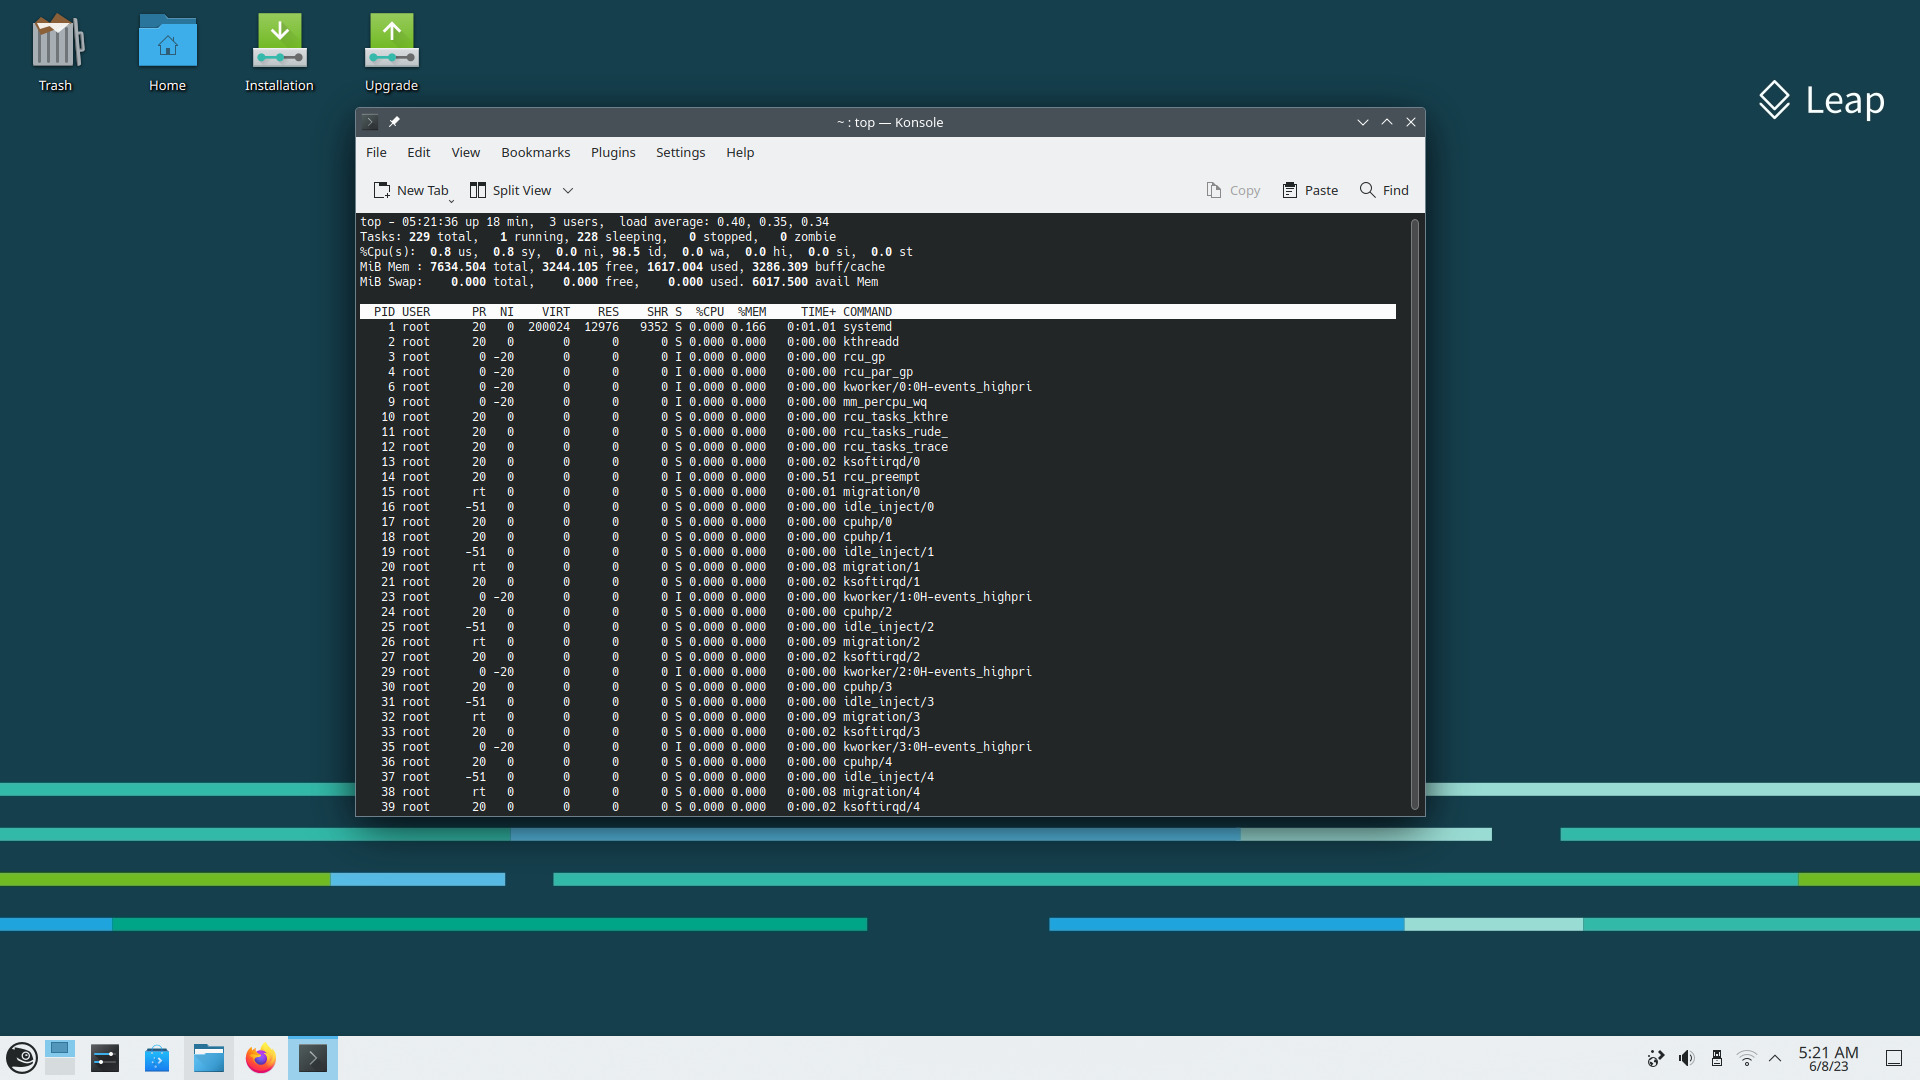 Trash
Home
Installation
Upgrade
Leap
~ : top — Konsole
File Edit View Bookmarks Plugins Settings Help
New Tab Split View Copy Paste Find
top - 05:21:36 up 18 min,  3 users,  load average: 0.40, 0.35, 0.34
Tasks: 229 total,   1 running, 228 sleeping,   0 stopped,   0 zombie
%Cpu(s):  0.8 us,  0.8 sy,  0.0 ni, 98.5 id,  0.0 wa,  0.0 hi,  0.0 si,  0.0 st
MiB Mem : 7634.504 total, 3244.105 free, 1617.004 used, 3286.309 buff/cache
MiB Swap:    0.000 total,    0.000 free,    0.000 used. 6017.500 avail Mem
PID USER PR NI VIRT RES SHR S %CPU %MEM TIME+ COMMAND
1 root 20 0 200024 12976 9352 S 0.000 0.166 0:01.01 systemd
2 root 20 0 0 0 0 S 0.000 0.000 0:00.00 kthreadd
3 root 0 -20 0 0 0 I 0.000 0.000 0:00.00 rcu_gp
4 root 0 -20 0 0 0 I 0.000 0.000 0:00.00 rcu_par_gp
6 root 0 -20 0 0 0 I 0.000 0.000 0:00.00 kworker/0:0H-events_highpri
9 root 0 -20 0 0 0 I 0.000 0.000 0:00.00 mm_percpu_wq
10 root 20 0 0 0 0 S 0.000 0.000 0:00.00 rcu_tasks_kthre
11 root 20 0 0 0 0 S 0.000 0.000 0:00.00 rcu_tasks_rude_
12 root 20 0 0 0 0 S 0.000 0.000 0:00.00 rcu_tasks_trace
13 root 20 0 0 0 0 S 0.000 0.000 0:00.02 ksoftirqd/0
14 root 20 0 0 0 0 I 0.000 0.000 0:00.51 rcu_preempt
15 root rt 0 0 0 0 S 0.000 0.000 0:00.01 migration/0
16 root -51 0 0 0 0 S 0.000 0.000 0:00.00 idle_inject/0
17 root 20 0 0 0 0 S 0.000 0.000 0:00.00 cpuhp/0
18 root 20 0 0 0 0 S 0.000 0.000 0:00.00 cpuhp/1
19 root -51 0 0 0 0 S 0.000 0.000 0:00.00 idle_inject/1
20 root rt 0 0 0 0 S 0.000 0.000 0:00.08 migration/1
21 root 20 0 0 0 0 S 0.000 0.000 0:00.02 ksoftirqd/1
23 root 0 -20 0 0 0 I 0.000 0.000 0:00.00 kworker/1:0H-events_highpri
24 root 20 0 0 0 0 S 0.000 0.000 0:00.00 cpuhp/2
25 root -51 0 0 0 0 S 0.000 0.000 0:00.00 idle_inject/2
26 root rt 0 0 0 0 S 0.000 0.000 0:00.09 migration/2
27 root 20 0 0 0 0 S 0.000 0.000 0:00.02 ksoftirqd/2
29 root 0 -20 0 0 0 I 0.000 0.000 0:00.00 kworker/2:0H-events_highpri
30 root 20 0 0 0 0 S 0.000 0.000 0:00.00 cpuhp/3
31 root -51 0 0 0 0 S 0.000 0.000 0:00.00 idle_inject/3
32 root rt 0 0 0 0 S 0.000 0.000 0:00.09 migration/3
33 root 20 0 0 0 0 S 0.000 0.000 0:00.02 ksoftirqd/3
35 root 0 -20 0 0 0 I 0.000 0.000 0:00.00 kworker/3:0H-events_highpri
36 root 20 0 0 0 0 S 0.000 0.000 0:00.00 cpuhp/4
37 root -51 0 0 0 0 S 0.000 0.000 0:00.00 idle_inject/4
38 root rt 0 0 0 0 S 0.000 0.000 0:00.08 migration/4
39 root 20 0 0 0 0 S 0.000 0.000 0:00.02 ksoftirqd/4
5:21 AM
6/8/23